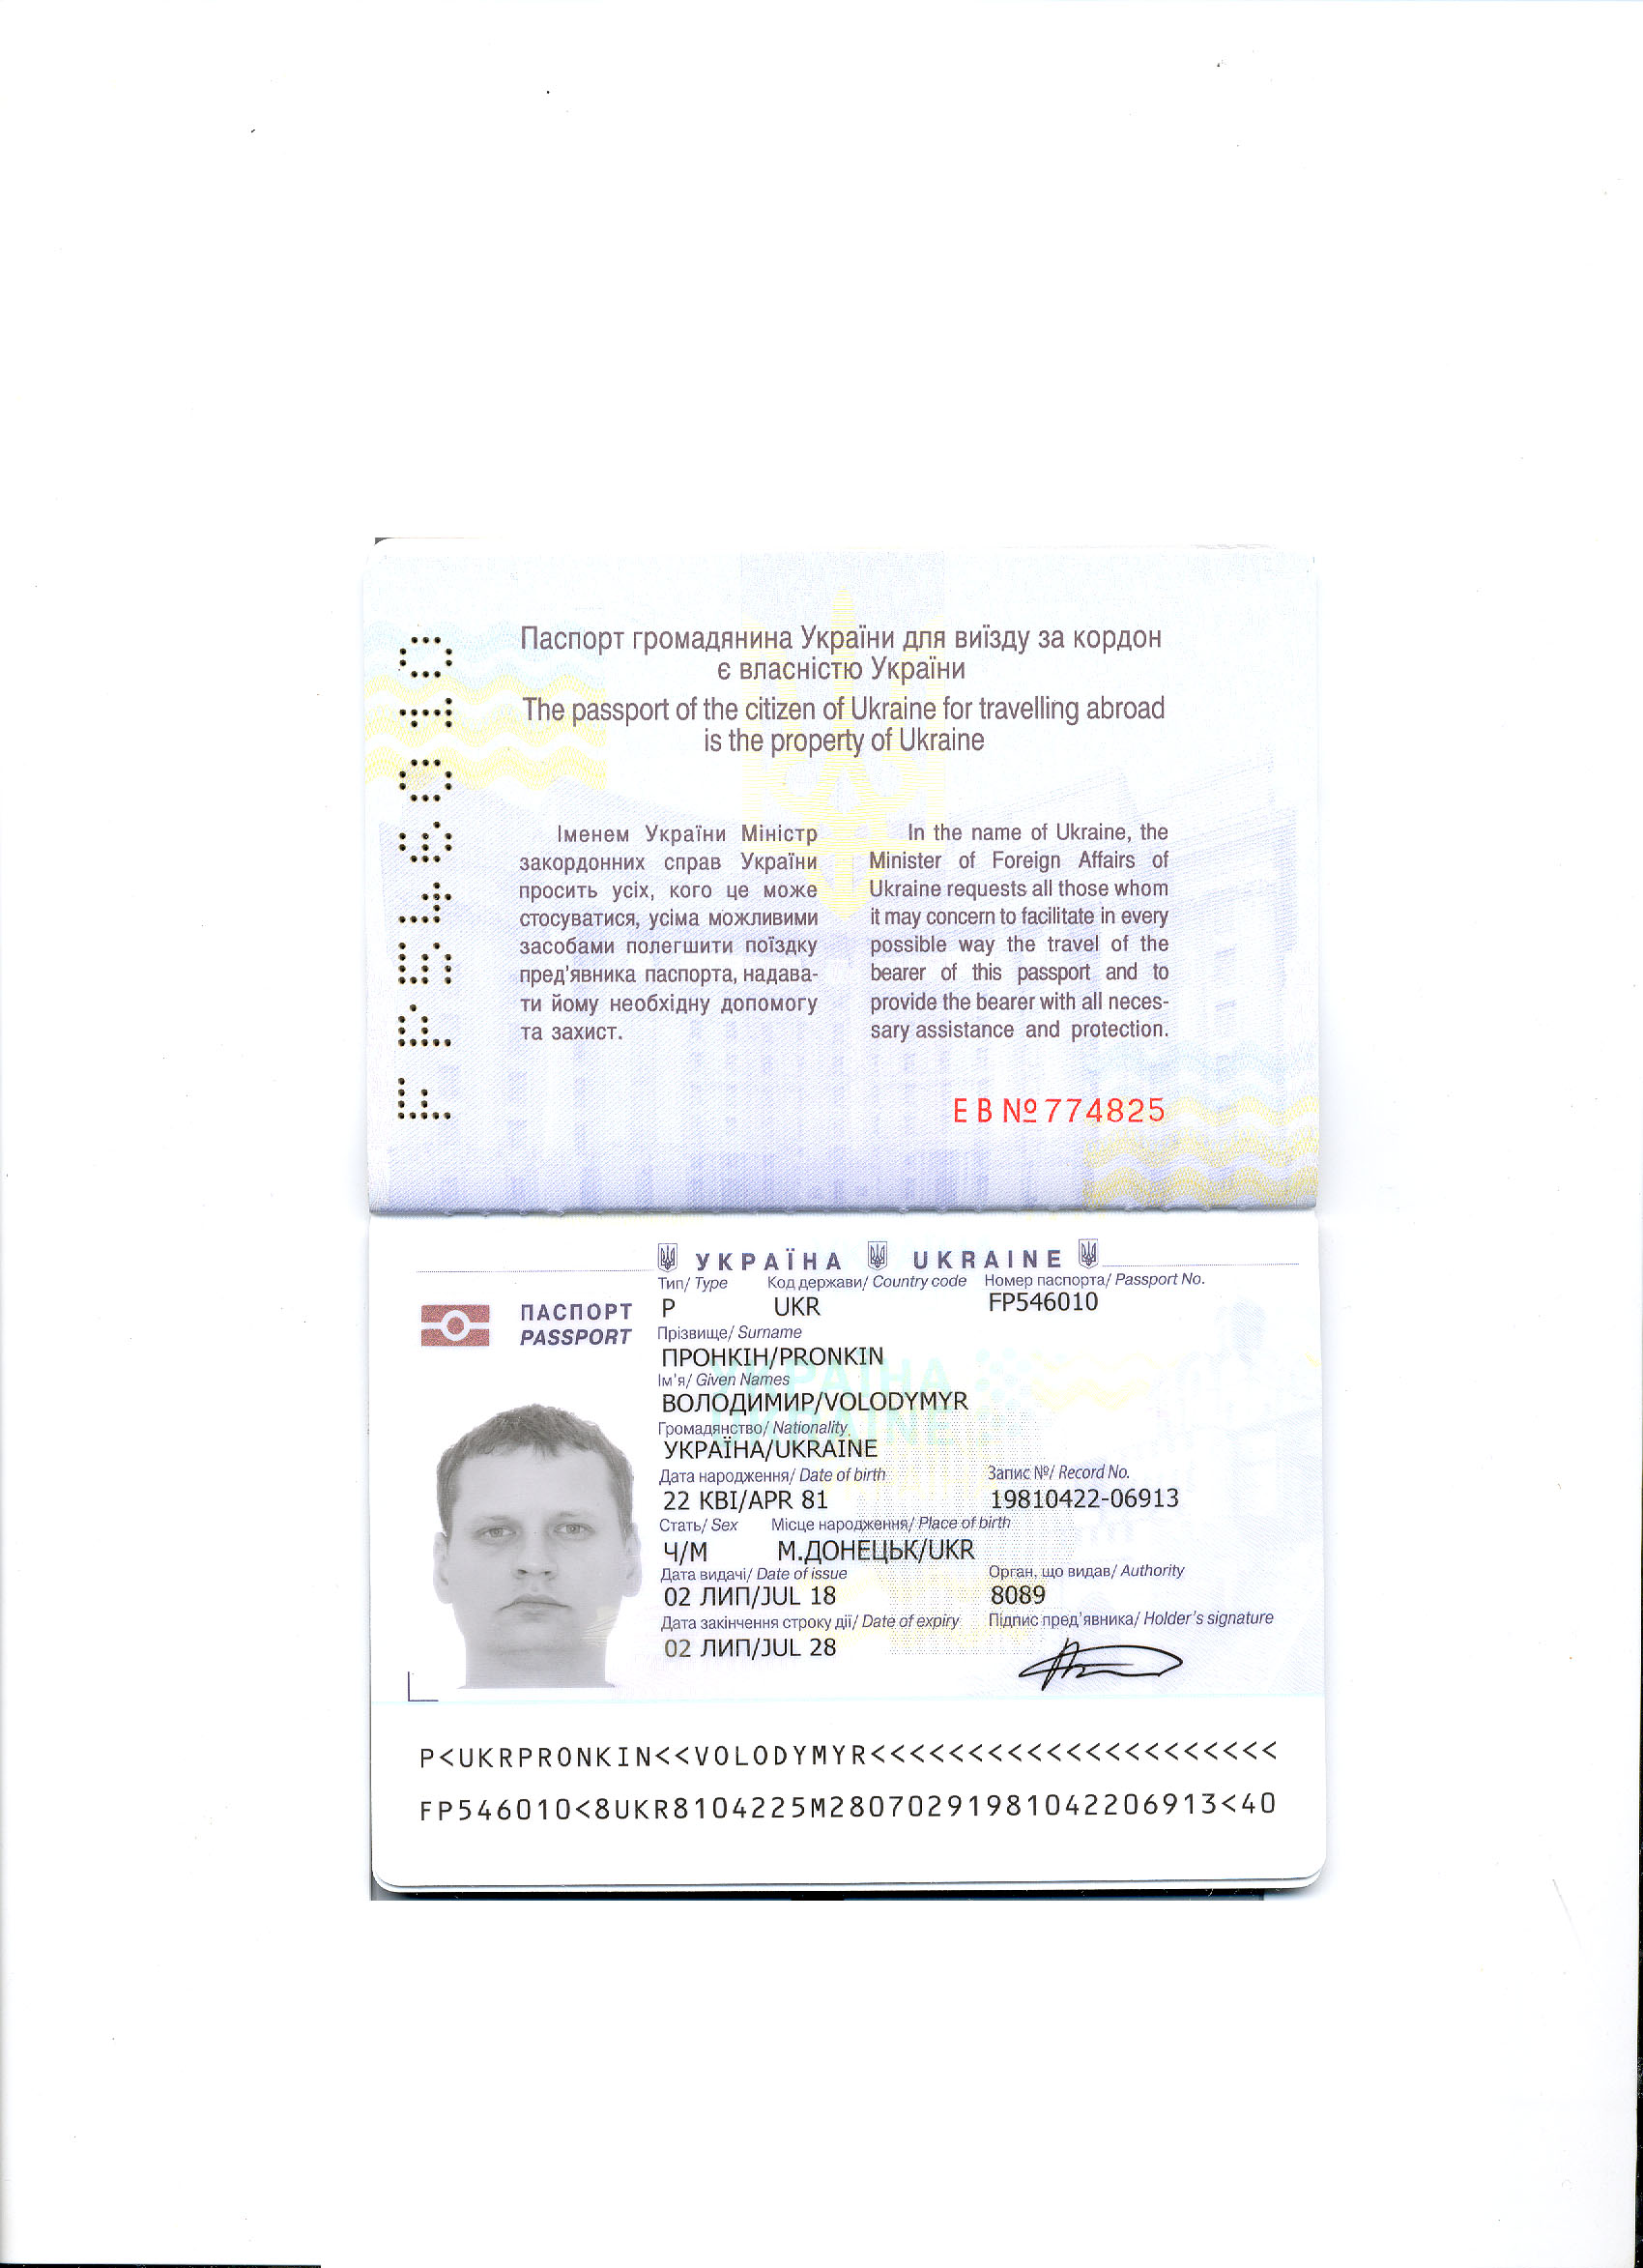 FP546010
Паспорт громадянина України для виїзду за кордон
є власністю України
The passport of the citizen of Ukraine for travelling abroad
is the property of Ukraine
Іменем України Міністр
закордонних справ України
просить усіх, кого це може
стосуватися, усіма можливими
засобами полегшити поїздку
пред'явника паспорта, надава-
ти йому необхідну допомогу
та захист.
In the name of Ukraine, the
Minister of Foreign Affairs of
Ukraine requests all those whom
it may concern to facilitate in every
possible way the travel of the
bearer of this passport and to
provide the bearer with all neces-
sary assistance and protection.
ЕВ №774825
УКРАЇНА UKRAINE
ПАСПОРТ
PASSPORT
Тип/ Type Код держави/ Country code Номер паспорта/ Passport No.
P UKR FP546010
Прізвище/ Surname
ПРОНКІН/PRONKIN
Ім'я/ Given Names
ВОЛОДИМИР/VOLODYMYR
Громадянство/ Nationality
УКРАЇНА/UKRAINE
Дата народження/ Date of birth Запис №/ Record No.
22 КВІ/APR 81 19810422-06913
Стать/ Sex Місце народження/ Place of birth
Ч/M М.ДОНЕЦЬК/UKR
Дата видачі/ Date of issue Орган, що видав/ Authority
02 ЛИП/JUL 18 8089
Дата закінчення строку дії/ Date of expiry Підпис пред'явника/ Holder's signature
02 ЛИП/JUL 28
УКРАЇНА
UKRAINE
P<UKRPRONKIN<<VOLODYMYR<<<<<<<<<<<<<<<<<<<<<
FP546010<8UKR8104225M28070291981042206913<40